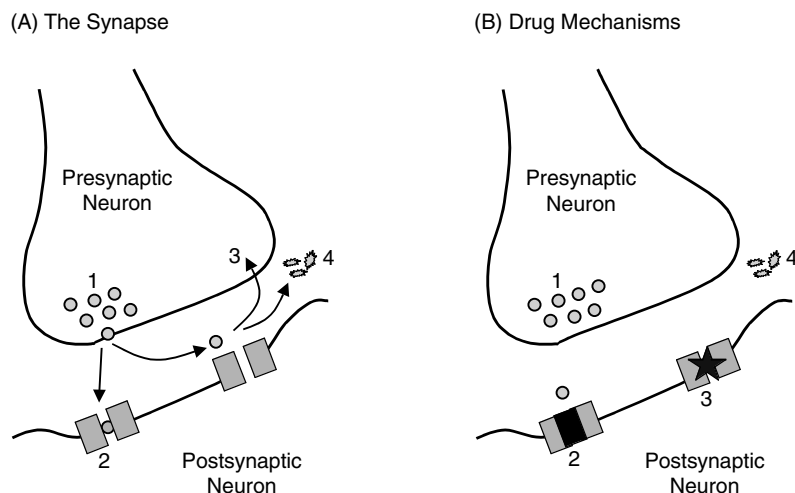 (A) The Synapse
Presynaptic
Neuron
1
3
4
2
Postsynaptic
Neuron
(B) Drug Mechanisms
Presynaptic
Neuron
1
4
3
2
Postsynaptic
Neuron